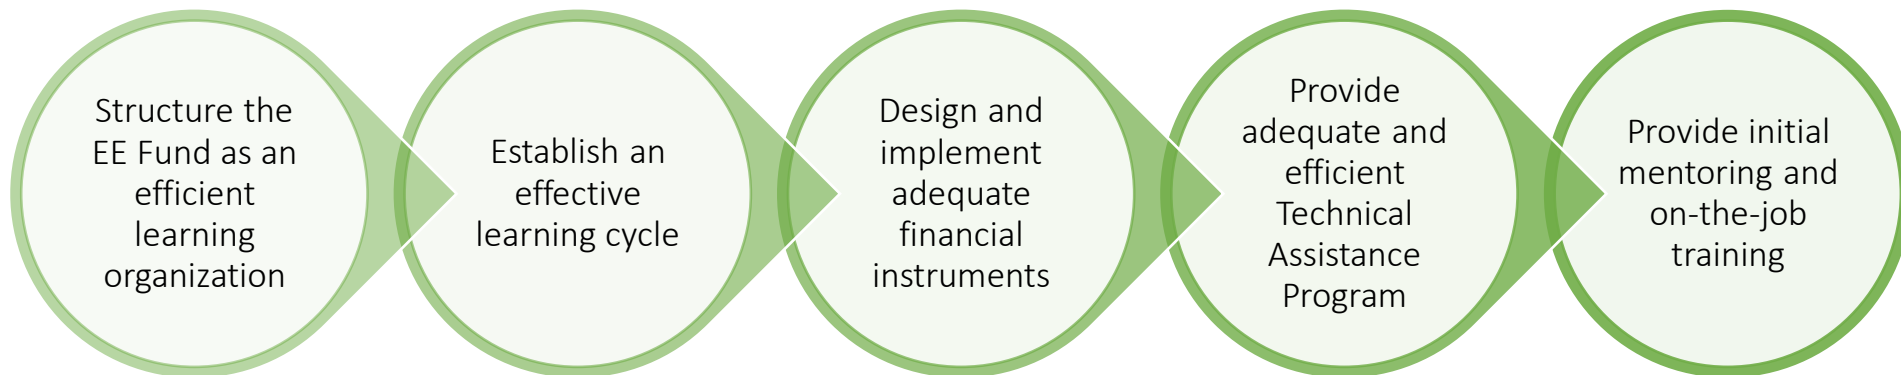 Structure the
EE Fund as an
efficient
learning
organization
Establish an
effective
learning cycle
Design and
implement
adequate
financial
instruments
Provide
adequate and
efficient
Technical
Assistance
Program
Provide initial
mentoring and
on-the-job
training